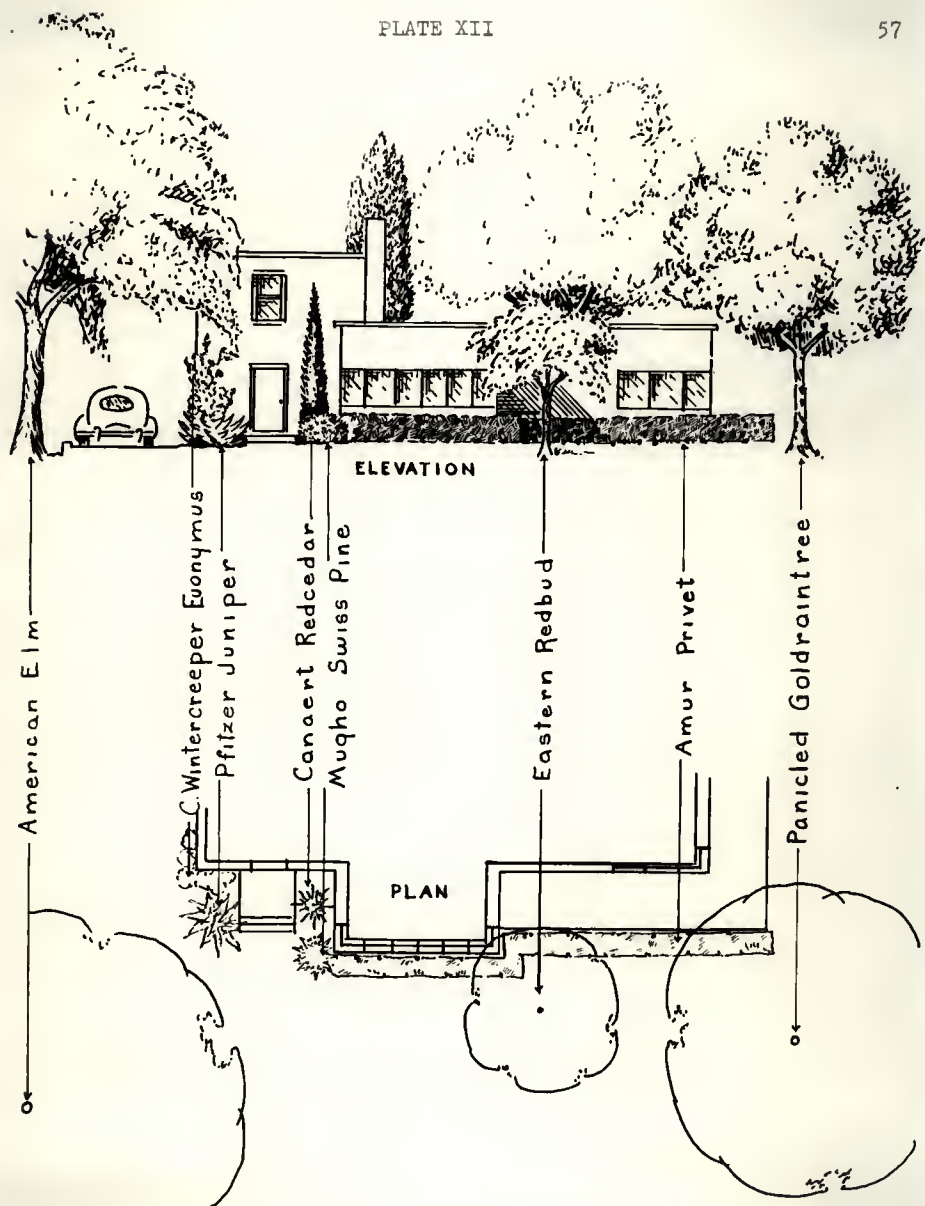 PLATE XII
57
ELEVATION
American Elm
C. Wintercreeper Euonymus
Pfitzer Juniper
Canaert Redcedar
Mugho Swiss Pine
Eastern Redbud
Amur Privet
Panicled Goldraintree
PLAN